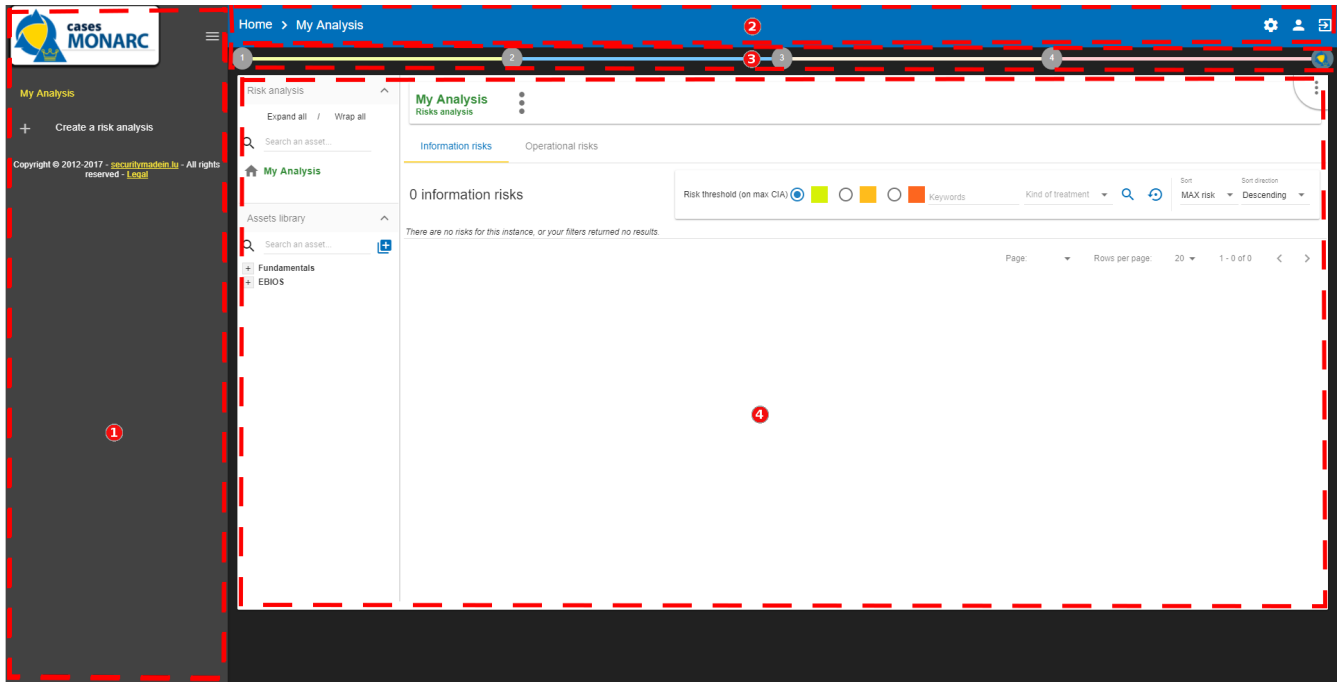 cases
MONARC
My Analysis
Create a risk analysis
Copyright © 2012-2017 - securitymadein.lu - All rights
reserved - Legal
1
Home > My Analysis
2
1
2
3
3
4
Risk analysis
Expand all / Wrap all
Search an asset...
My Analysis
Assets library
Search an asset...
+ Fundamentals
+ EBIOS
My Analysis
Risks analysis
Information risks Operational risks
0 information risks
Risk threshold (on max CIA) Keywords Kind of treatment
Sort Sort direction
MAX risk Descending
There are no risks for this instance, or your filters returned no results.
Page: Rows per page: 20 1 - 0 of 0
4